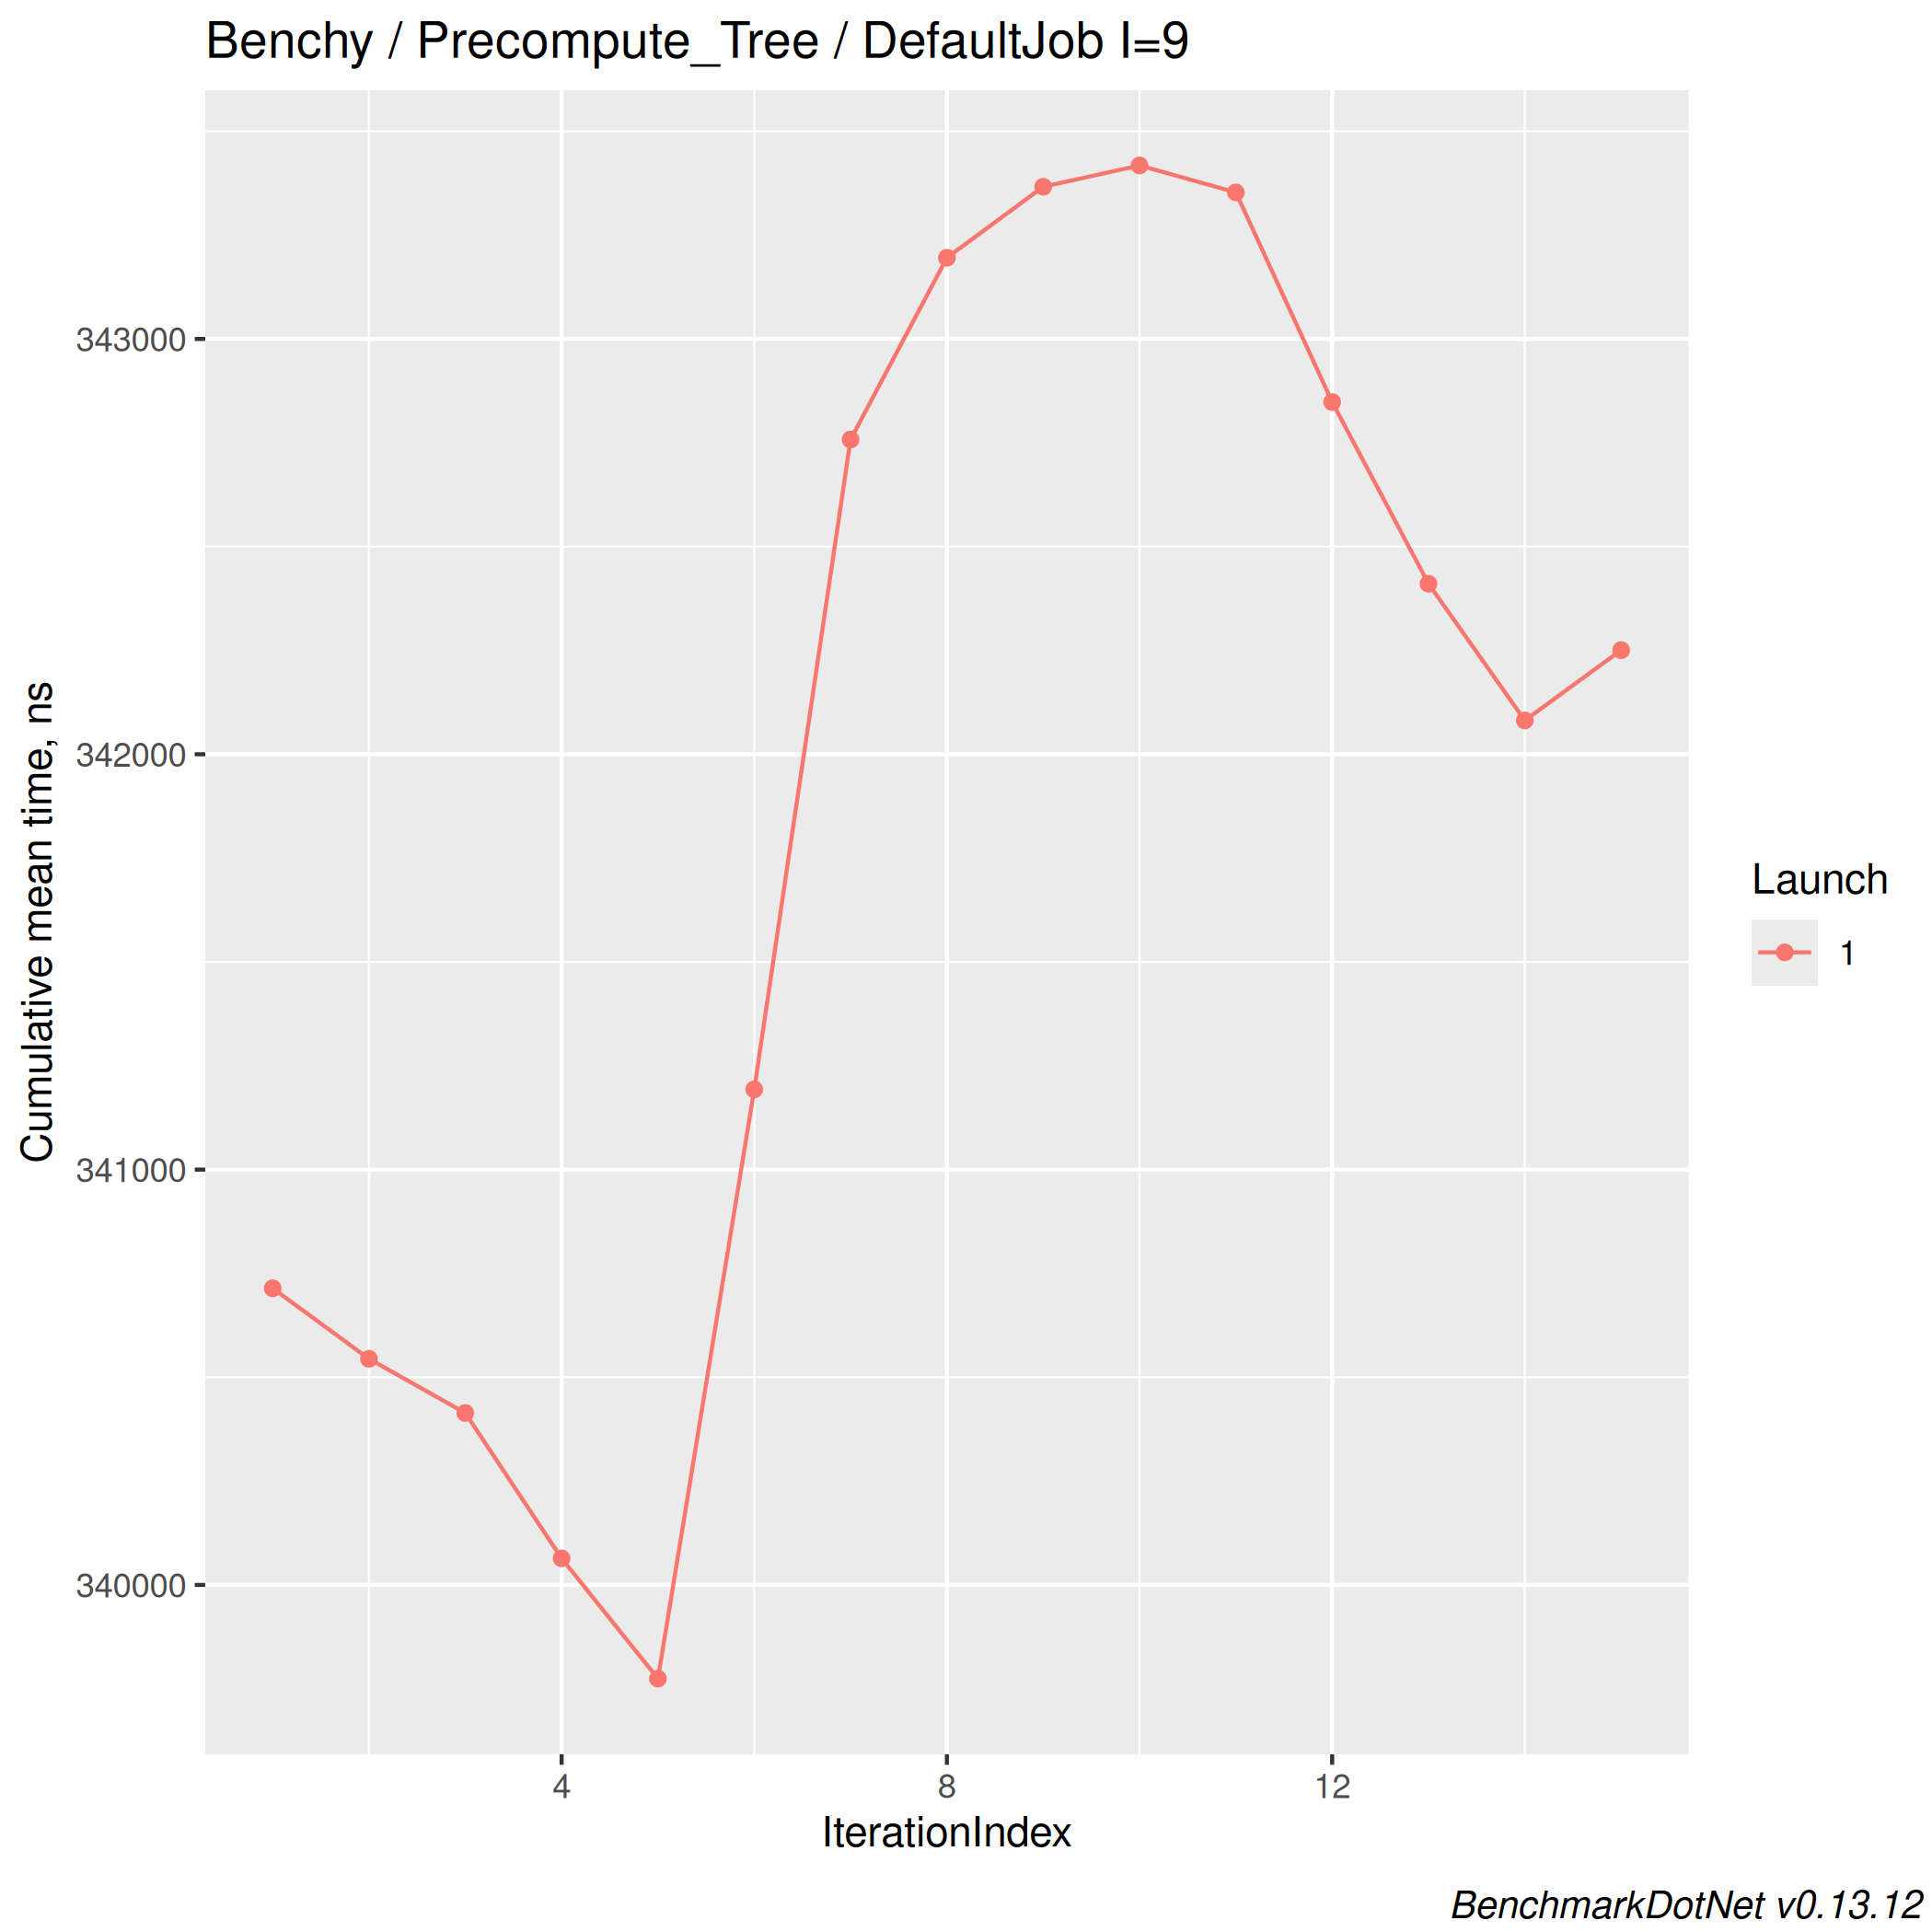 Benchy / Precompute_Tree / DefaultJob I=9
Cumulative mean time, ns
343000
342000
341000
340000
4 8 12
IterationIndex
Launch
1
BenchmarkDotNet v0.13.12